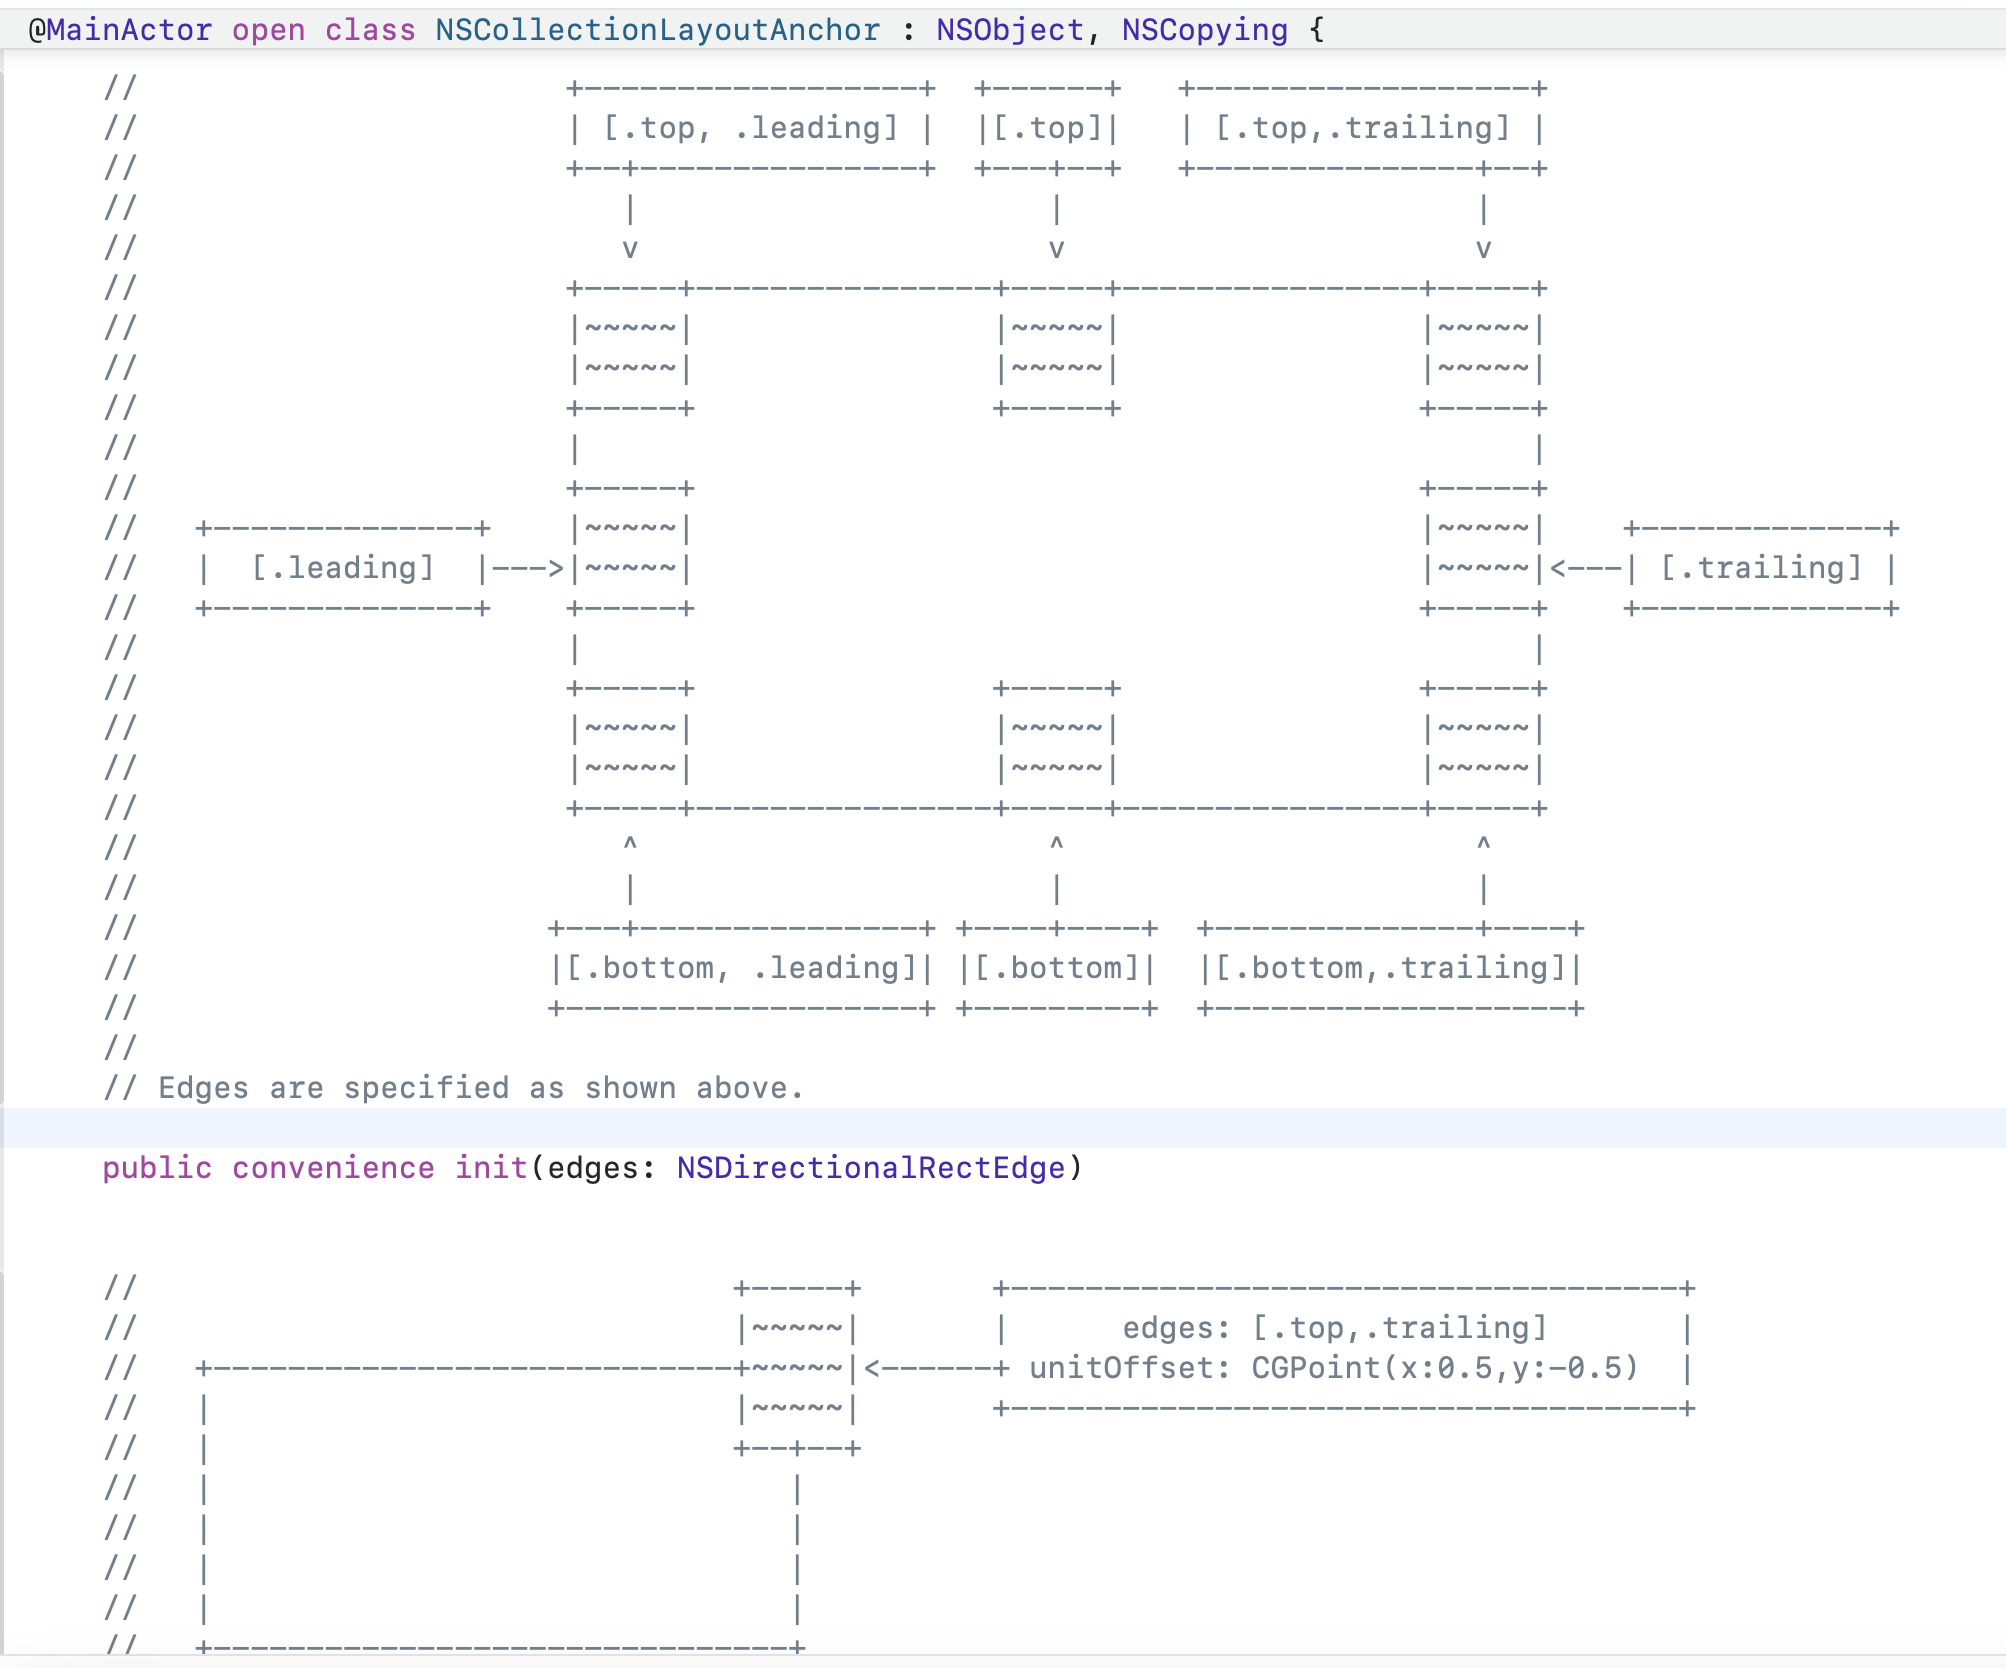 @MainActor open class NSCollectionLayoutAnchor : NSObject, NSCopying {
//                       +------------------+  +------+   +------------------+
//                       | [.top, .leading] |  |[.top]|   | [.top,.trailing] |
//                       +--+---------------+  +---+--+   +---------------+--+
//                          |                      |                      |
//                          v                      v                      v
//                       +-----+----------------+-----+----------------+-----+
//                       |~~~~~|                |~~~~~|                |~~~~~|
//                       |~~~~~|                |~~~~~|                |~~~~~|
//                       +-----+                +-----+                +-----+
//                       |                                                   |
//                       +-----+                                       +-----+
//   +--------------+    |~~~~~|                                       |~~~~~|    +-------------+
//   |  [.leading]  |--->|~~~~~|                                       |~~~~~|<---| [.trailing] |
//   +--------------+    +-----+                                       +-----+    +-------------+
//                       |                                                   |
//                       +-----+                +-----+                +-----+
//                       |~~~~~|                |~~~~~|                |~~~~~|
//                       |~~~~~|                |~~~~~|                |~~~~~|
//                       +-----+----------------+-----+----------------+-----+
//                          ^                      ^                      ^
//                          |                      |                      |
//                      +---+---------------+ +----+----+  +--------------+----+
//                      |[.bottom, .leading]| |[.bottom]|  |[.bottom,.trailing]|
//                      +-------------------+ +---------+  +-------------------+
//
// Edges are specified as shown above.
public convenience init(edges: NSDirectionalRectEdge)
//                                +-----+       +------------------------------------+
//                                |~~~~~|       |      edges: [.top,.trailing]       |
//   +----------------------------+~~~~~|<------+ unitOffset: CGPoint(x:0.5,y:-0.5)  |
//   |                            |~~~~~|       +------------------------------------+
//   |                            +--+--+
//   |                               |
//   |                               |
//   |                               |
//   |                               |
//   +-------------------------------+